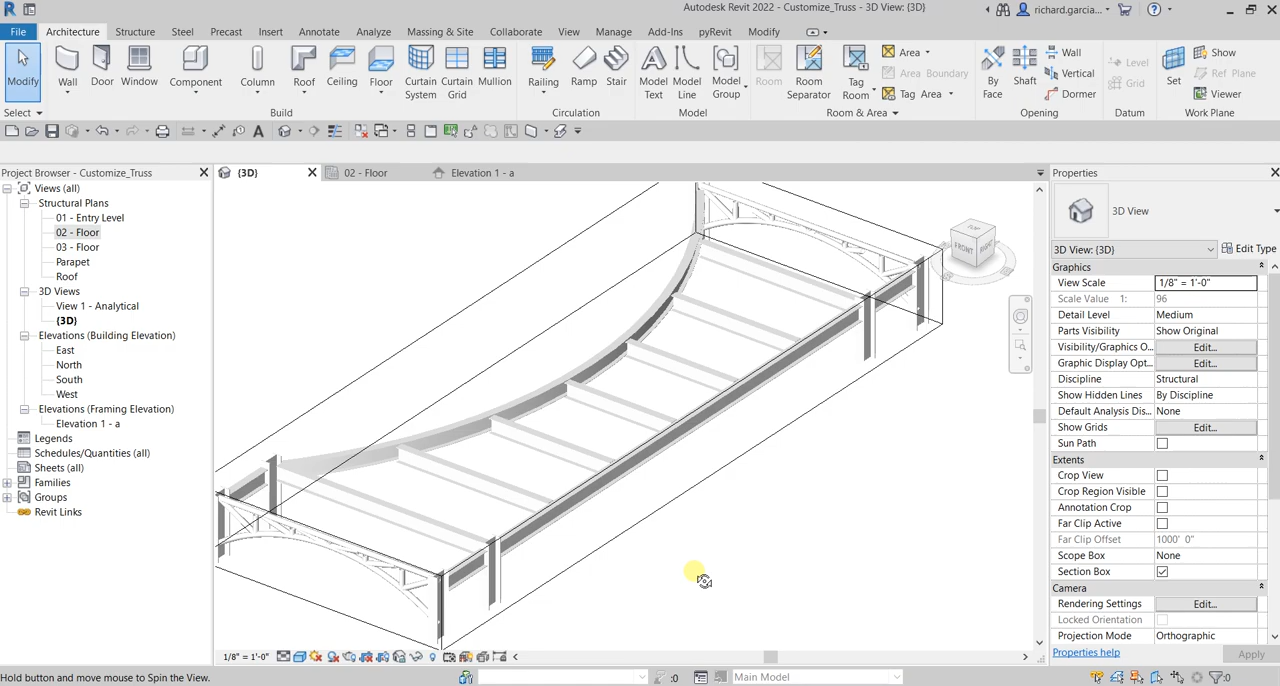 Autodesk Revit 2022 - Customize_Truss - 3D View: {3D}
richard.garcia...
File Architecture Structure Steel Precast Insert Annotate Analyze Massing & Site Collaborate View Manage Add-Ins pyRevit Modify
Modify
Wall
Door
Window
Component
Column
Roof
Ceiling
Floor
Curtain System
Curtain Grid
Mullion
Railing
Ramp
Stair
Model Text
Model Line
Model Group
Room
Room Separator
Tag Room
Area
Area Boundary
Tag Area
By Face
Shaft
Wall
Vertical
Dormer
Level
Grid
Set
Show
Ref Plane
Viewer
Select
Build
Circulation
Model
Room & Area
Opening
Datum
Work Plane
Project Browser - Customize_Truss
{3D}
02 - Floor
Elevation 1 - a
Properties
Views (all)
Structural Plans
01 - Entry Level
02 - Floor
03 - Floor
Parapet
Roof
3D Views
View 1 - Analytical
{3D}
Elevations (Building Elevation)
East
North
South
West
Elevations (Framing Elevation)
Elevation 1 - a
Legends
Schedules/Quantities (all)
Sheets (all)
Families
Groups
Revit Links
TOP
FRONT
RIGHT
3D View
3D View: {3D}
Edit Type
Graphics
View Scale 1/8" = 1'-0"
Scale Value 1: 96
Detail Level Medium
Parts Visibility Show Original
Visibility/Graphics O... Edit...
Graphic Display Opt... Edit...
Discipline Structural
Show Hidden Lines By Discipline
Default Analysis Dis... None
Show Grids Edit...
Sun Path
Extents
Crop View
Crop Region Visible
Annotation Crop
Far Clip Active
Far Clip Offset 1000' 0"
Scope Box None
Section Box
Camera
Rendering Settings Edit...
Locked Orientation
Projection Mode Orthographic
Properties help
Apply
1/8" = 1'-0"
Hold button and move mouse to Spin the View.
:0
Main Model
:0